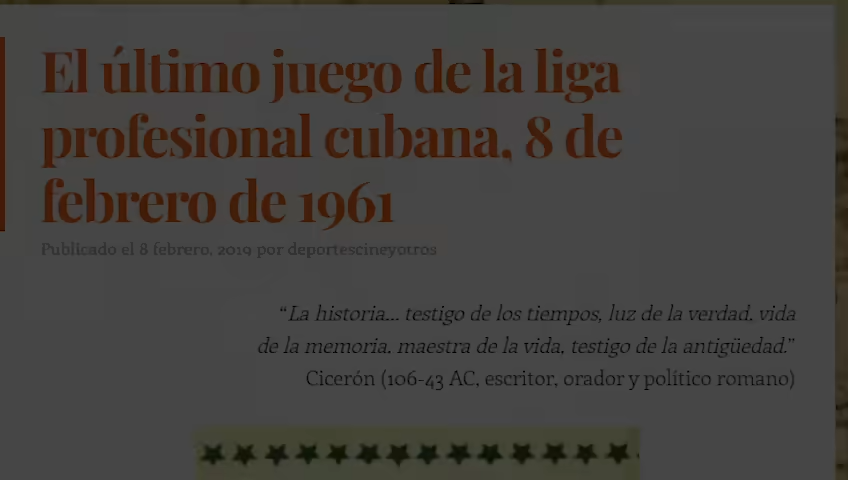 El último juego de la liga
profesional cubana, 8 de
febrero de 1961
Publicado el 8 febrero, 2019 por deportescineyotros
“La historia... testigo de los tiempos, luz de la verdad, vida
de la memoria, maestra de la vida, testigo de la antigüedad.”
Cicerón (106-43 AC, escritor, orador y político romano)